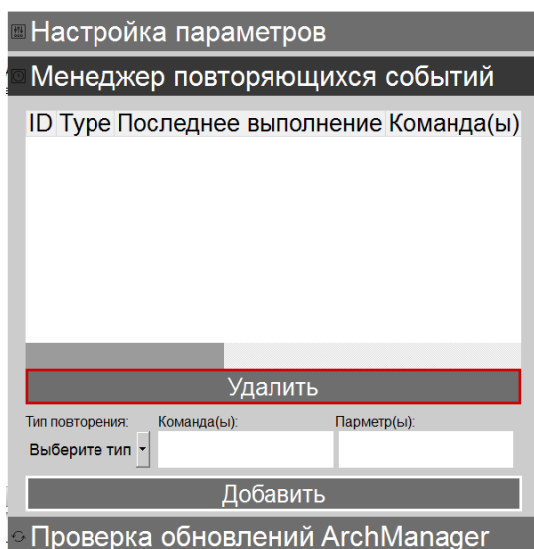 Настройка параметров
Менеджер повторяющихся событий
ID Type Последнее выполнение Команда(ы)
Удалить
Тип повторения: Команда(ы): Парметр(ы):
Выберите тип
Добавить
Проверка обновлений ArchManager